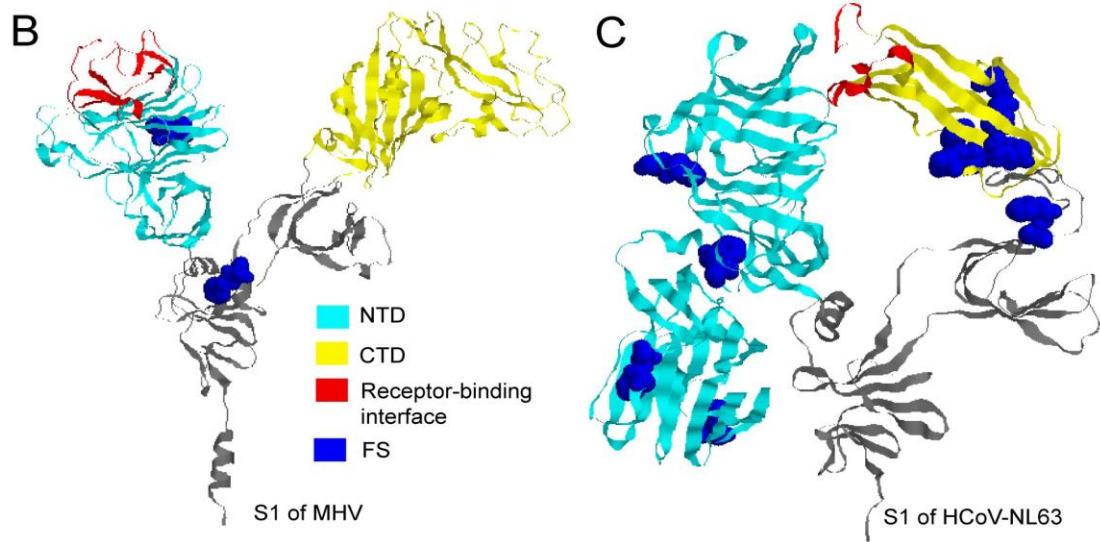 B
C
NTD
CTD
Receptor-binding
interface
FS
S1 of MHV
S1 of HCoV-NL63